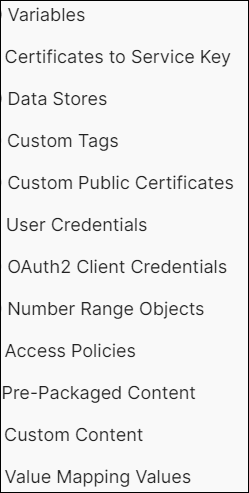 Variables
Certificates to Service Key
Data Stores
Custom Tags
Custom Public Certificates
User Credentials
OAuth2 Client Credentials
Number Range Objects
Access Policies
Pre-Packaged Content
Custom Content
Value Mapping Values